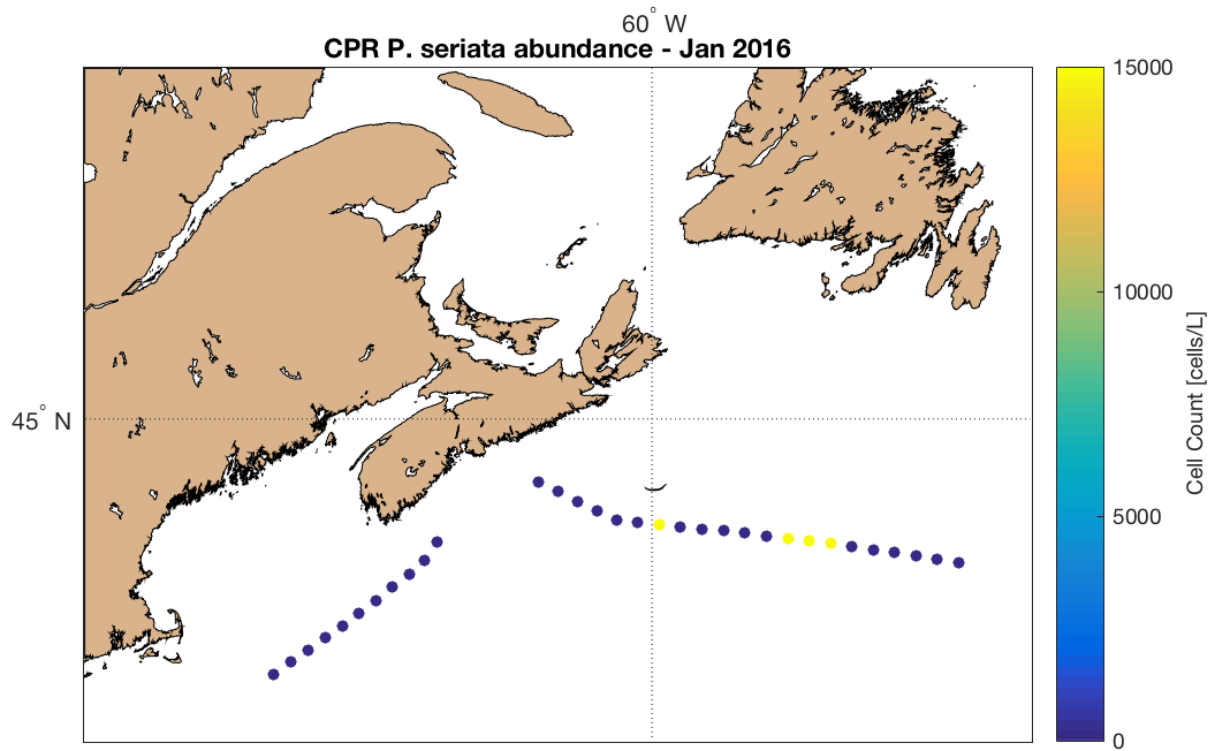 60° W
CPR P. seriata abundance - Jan 2016
45° N
15000
10000
5000
0
Cell Count [cells/L]